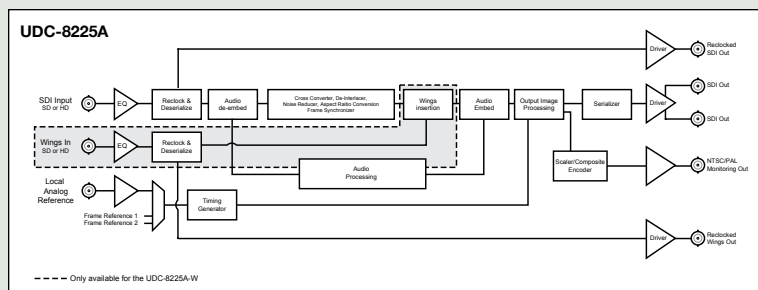 UDC-8225A
Reclocked
SDI Out
Driver
SDI Input
SD or HD
EQ
Reclock &
Deserialize
Audio
de-embed
Cross Converter, De-Interlacer,
Noise Reducer, Aspect Raitio Conversion
Frame Synchronizer
Wings
insertion
Audio
Embed
Output Image
Processing
Serializer
Driver
SDI Out
SDI Out
Wings In
SD or HD
EQ
Reclock &
Deserialize
Audio
Processing
Scaler/Composite
Encoder
NTSC/PAL
Monitoring Out
Local
Analog
Reference
Timing
Generator
Frame Reference 1
Frame Reference 2
Driver
Reclocked
Wings Out
Only available for the UDC-8225A-W